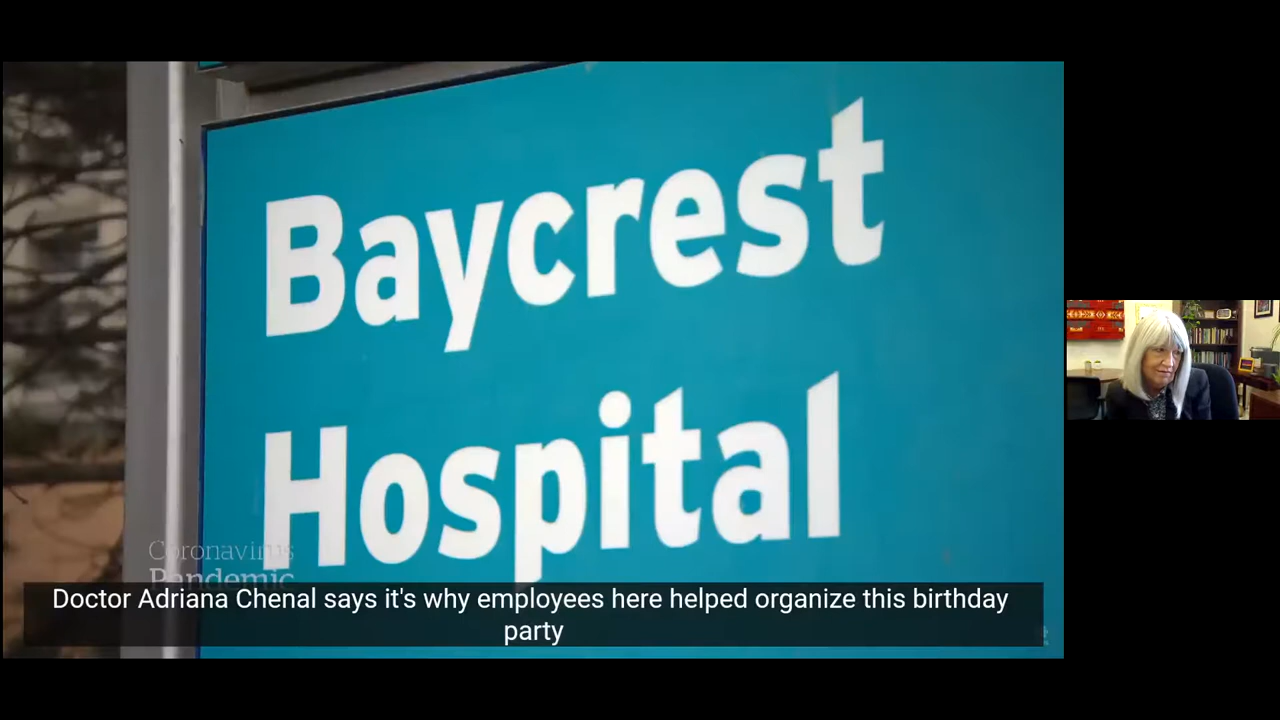 Baycrest
Hospital
Coronavirus
Pandemic
Doctor Adriana Chenal says it's why employees here helped organize this birthday
party